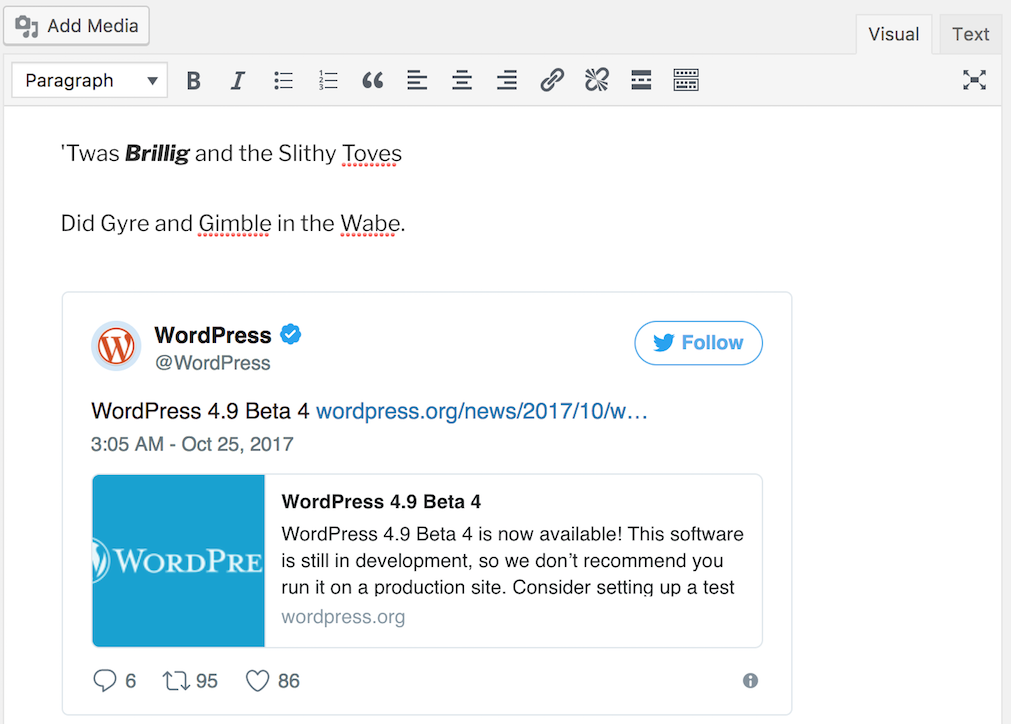 Add Media
Visual Text
Paragraph
'Twas Brillig and the Slithy Toves
Did Gyre and Gimble in the Wabe.
WordPress
@WordPress
Follow
WordPress 4.9 Beta 4 wordpress.org/news/2017/10/w…
3:05 AM - Oct 25, 2017
WORDPRE
WordPress 4.9 Beta 4
WordPress 4.9 Beta 4 is now available! This software
is still in development, so we don’t recommend you
run it on a production site. Consider setting up a test
wordpress.org
6 95 86